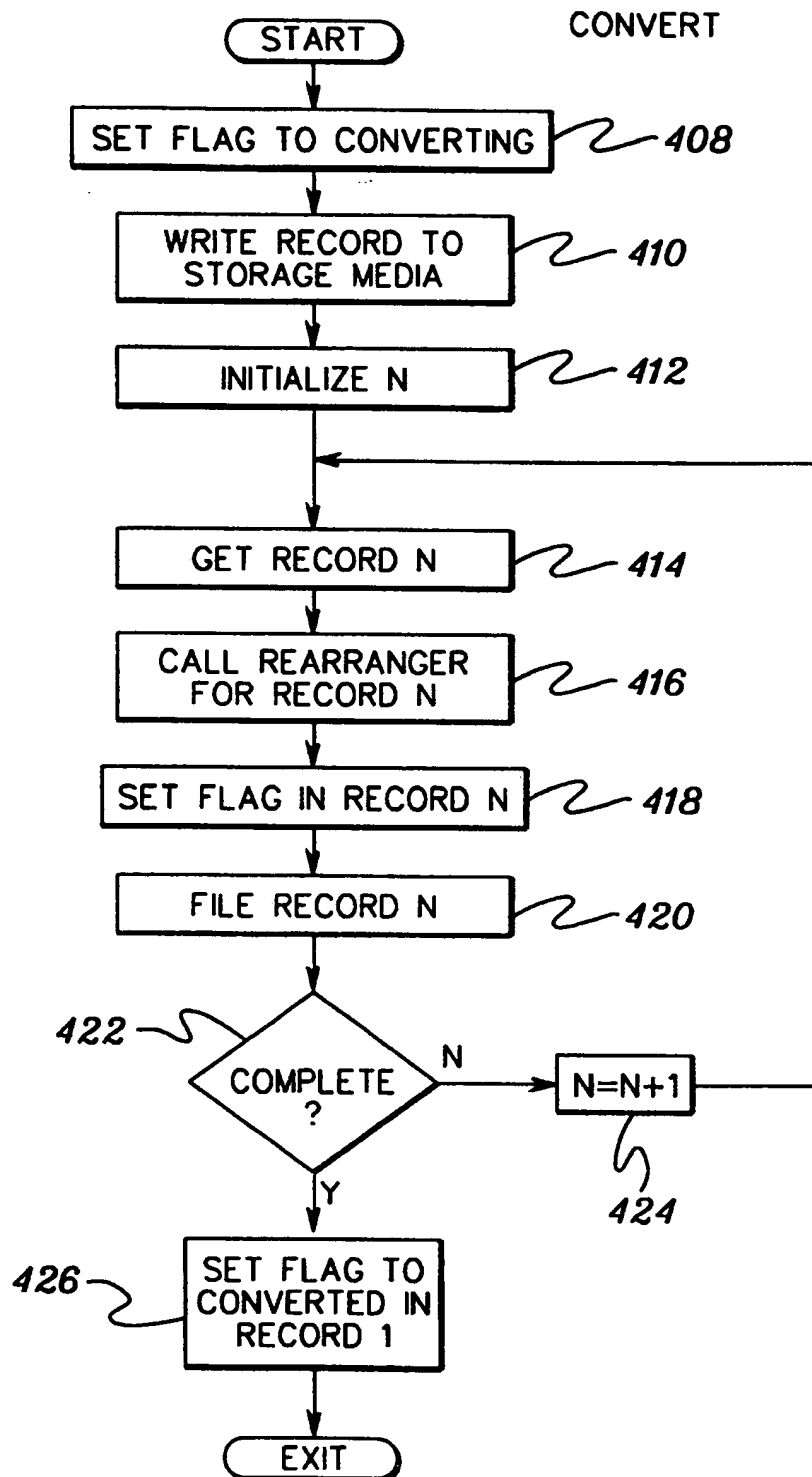 CONVERT
START
SET FLAG TO CONVERTING
408
WRITE RECORD TO
STORAGE MEDIA
410
INITIALIZE N
412
GET RECORD N
414
CALL REARRANGER
FOR RECORD N
416
SET FLAG IN RECORD N
418
FILE RECORD N
420
422
COMPLETE
?
N
N=N+1
424
Y
426
SET FLAG TO
CONVERTED IN
RECORD 1
EXIT